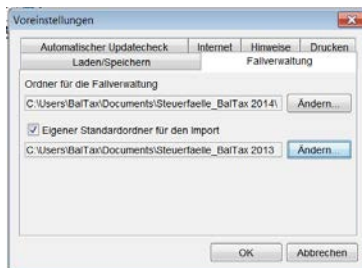 Voreinstellungen
Automatischer Updatecheck Internet Hinweise Drucken
Laden/Speichern Fallverwaltung
Ordner für die Fallverwaltung
C:\Users\BalTax\Documents\Steuerfaelle_BalTax 2014\ Ändern...
Eigener Standardordner für den Import
C:\Users\BalTax\Documents\Steuerfaelle_BalTax 2013 Ändern...
OK Abbrechen